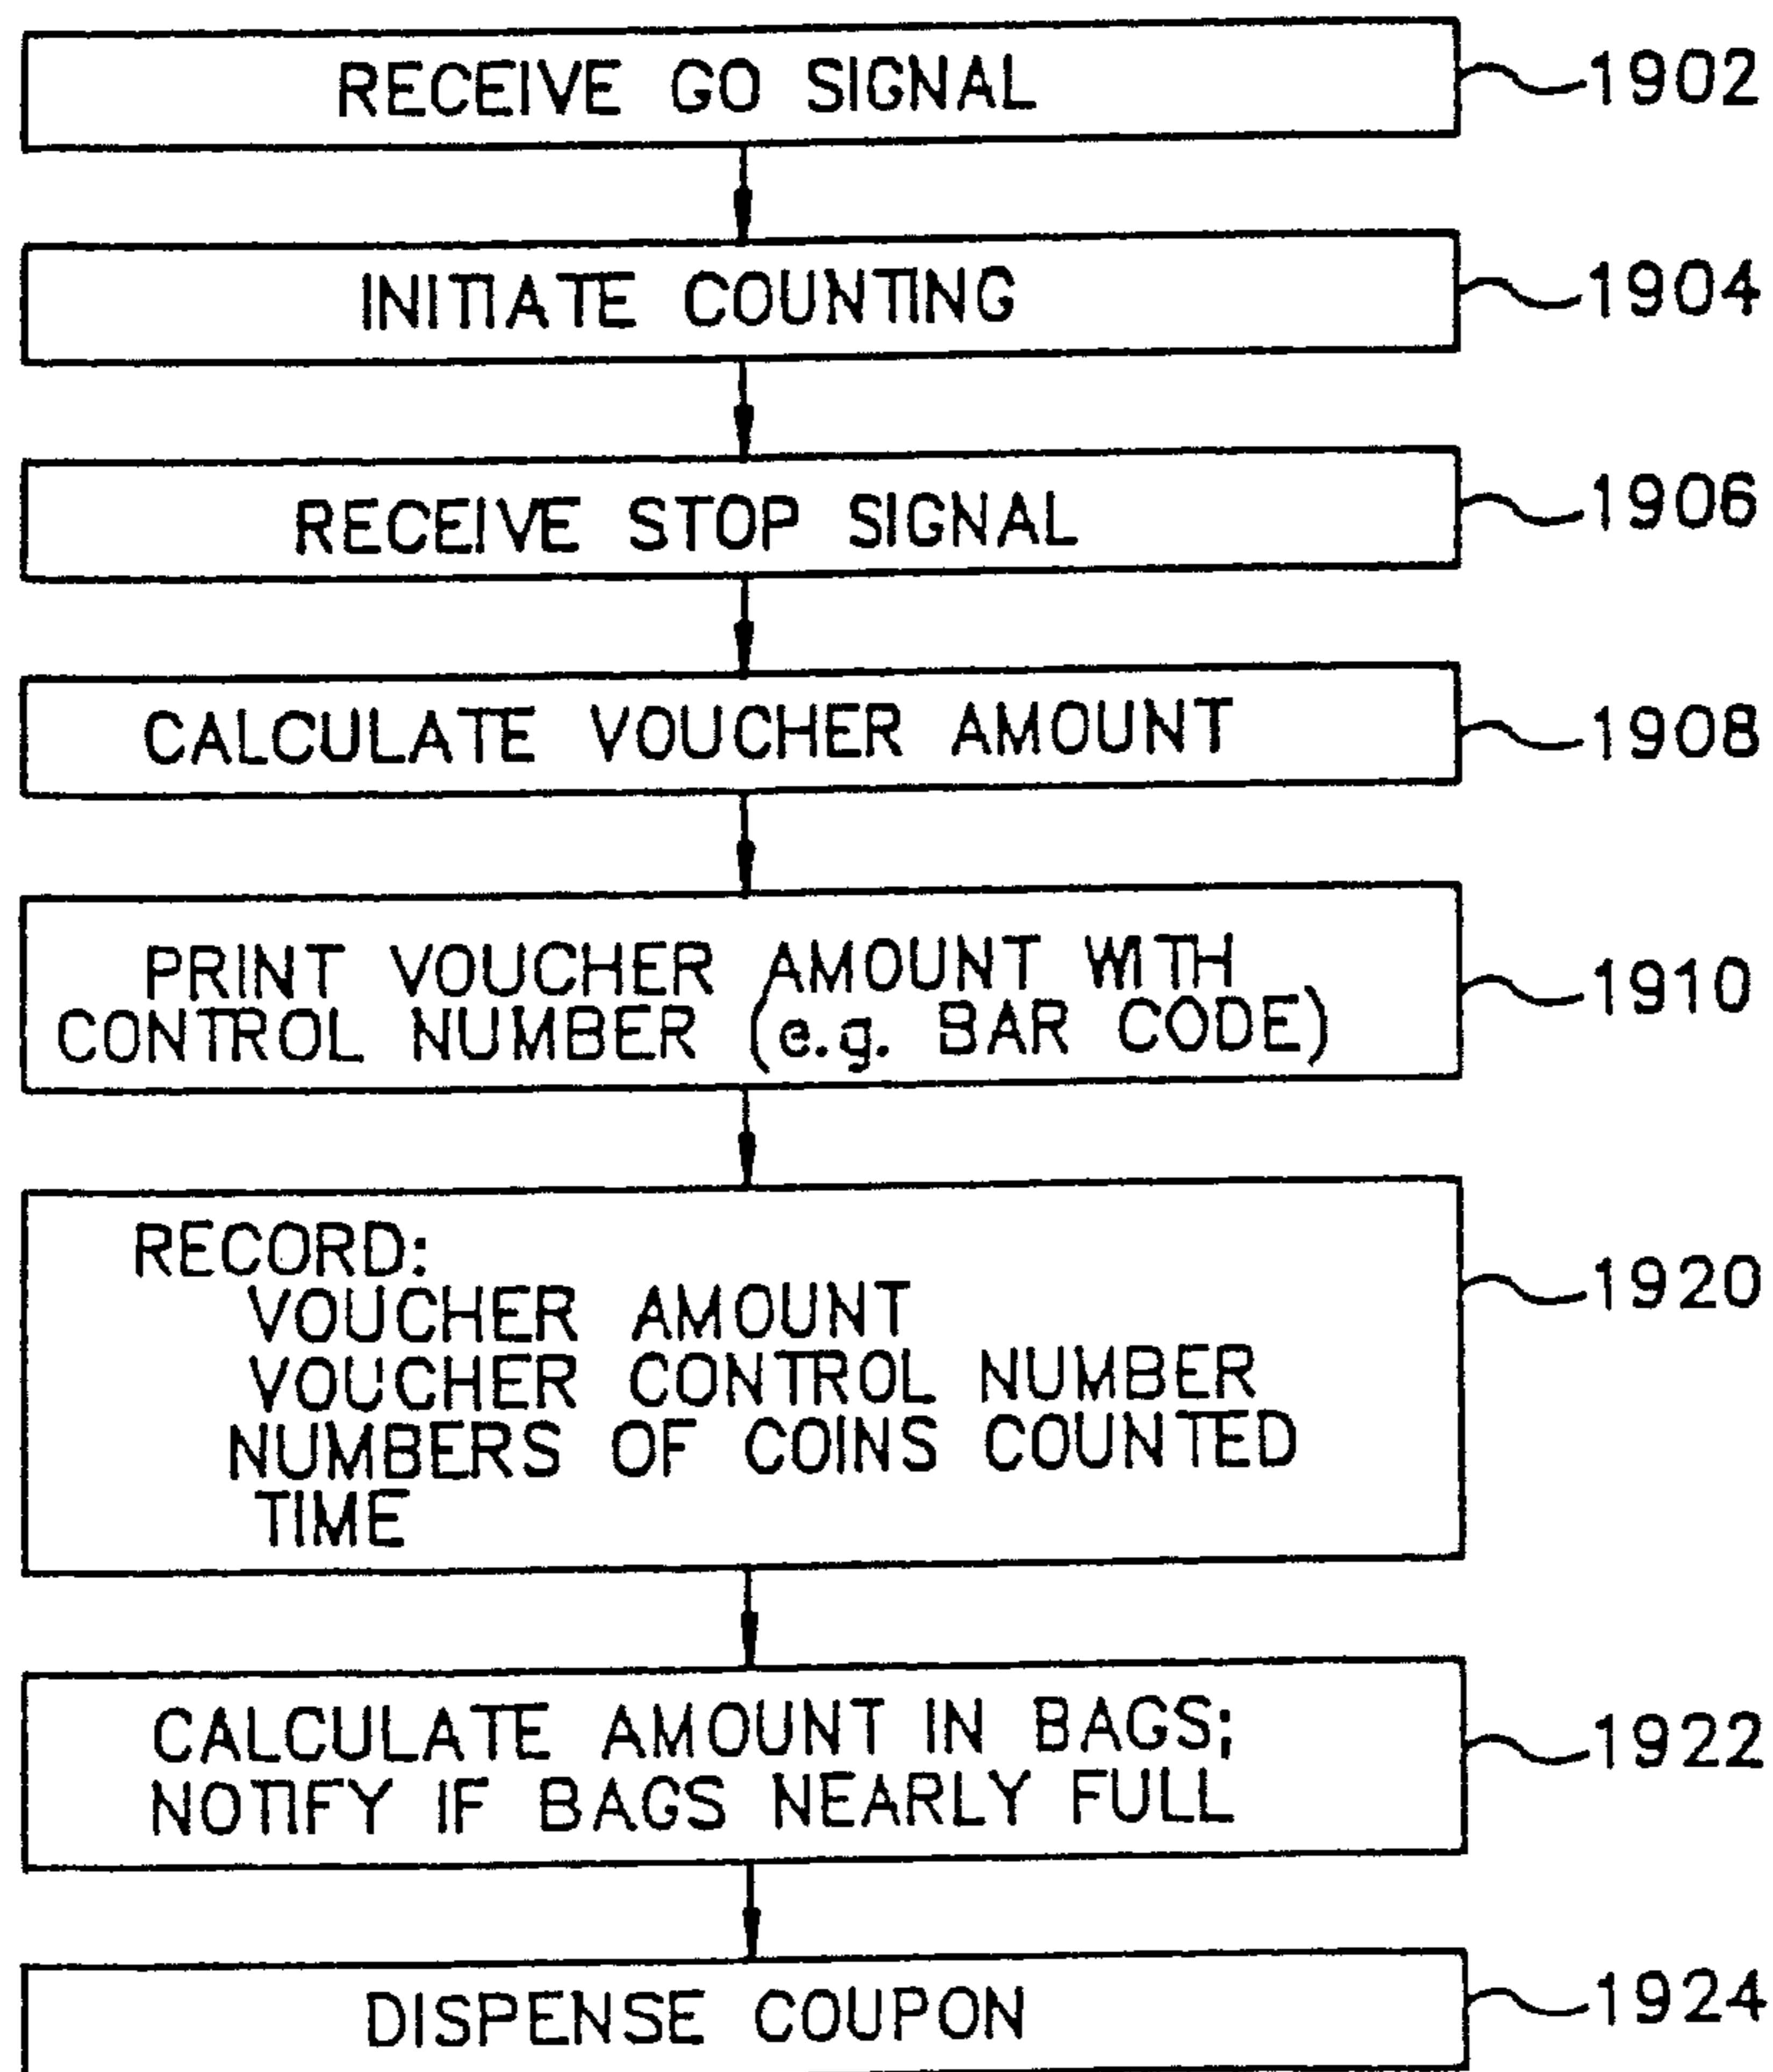 RECEIVE GO SIGNAL 1902
INITIATE COUNTING 1904
RECEIVE STOP SIGNAL 1906
CALCULATE VOUCHER AMOUNT 1908
PRINT VOUCHER AMOUNT WITH
CONTROL NUMBER (e.g. BAR CODE) 1910
RECORD: 1920
VOUCHER AMOUNT
VOUCHER CONTROL NUMBER
NUMBERS OF COINS COUNTED
TIME
CALCULATE AMOUNT IN BAGS; 1922
NOTIFY IF BAGS NEARLY FULL
DISPENSE COUPON 1924